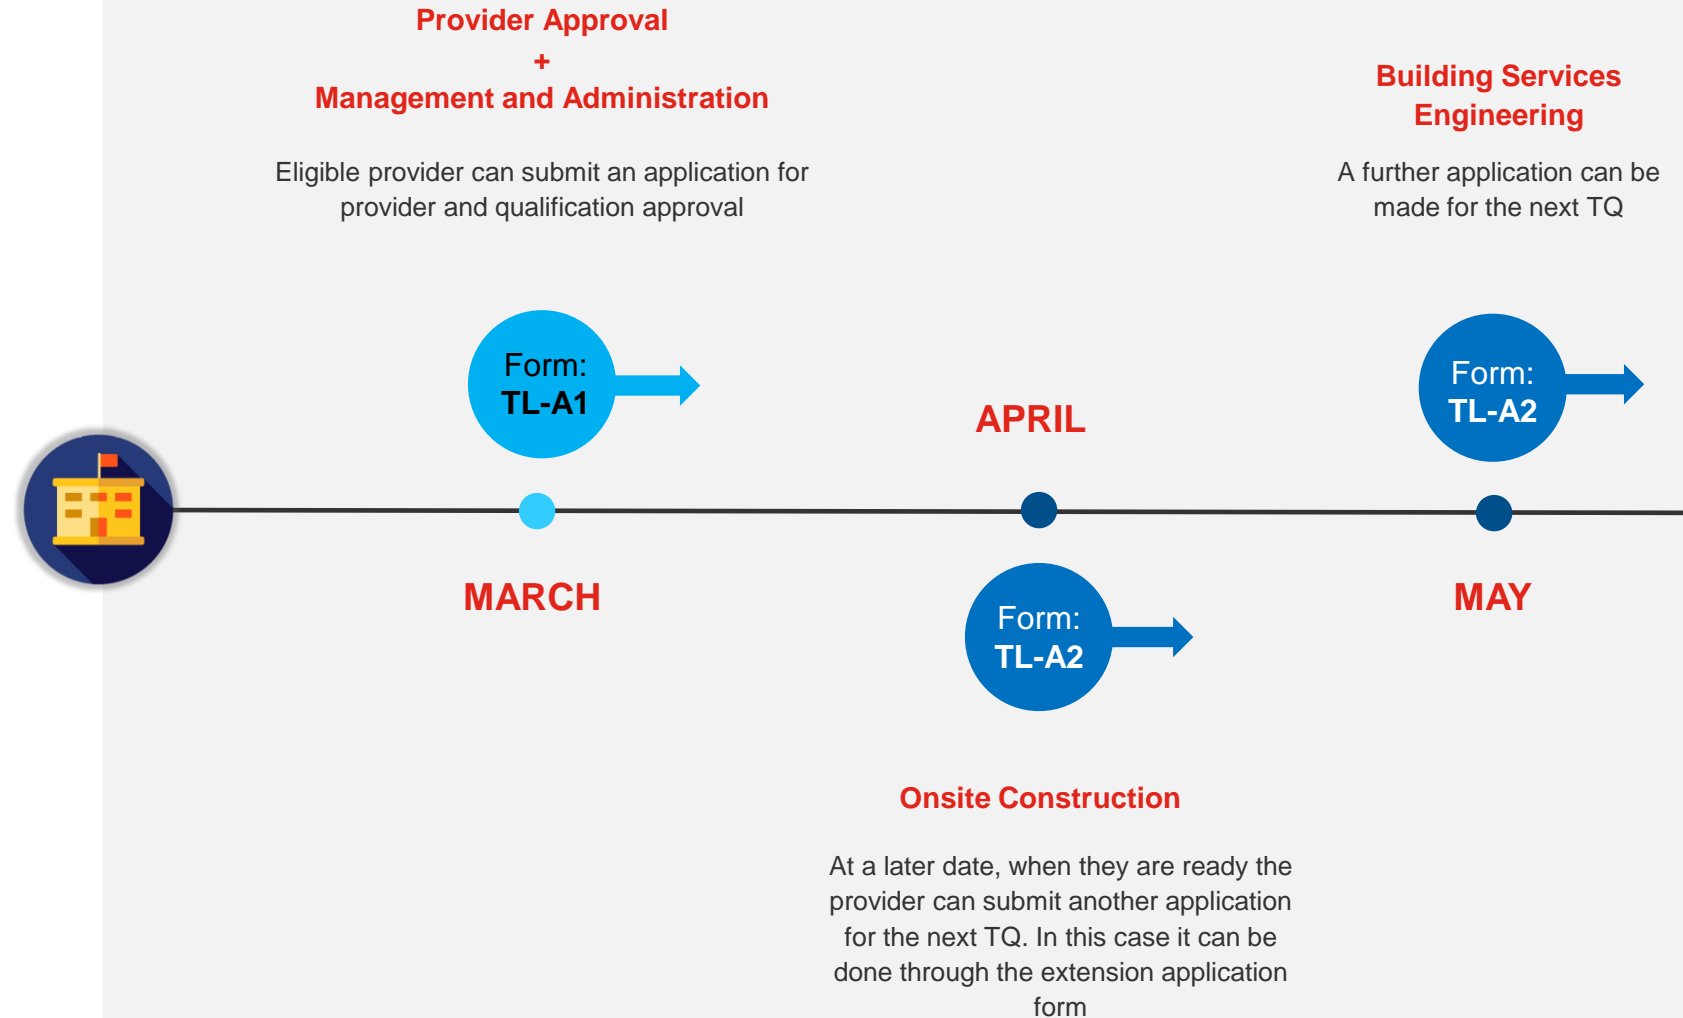 Provider Approval
+
Management and Administration
Eligible provider can submit an application for
provider and qualification approval
Form:
TL-A1
MARCH
APRIL
Form:
TL-A2
Onsite Construction
At a later date, when they are ready the
provider can submit another application
for the next TQ. In this case it can be
done through the extension application
form
Building Services
Engineering
A further application can be
made for the next TQ
Form:
TL-A2
MAY